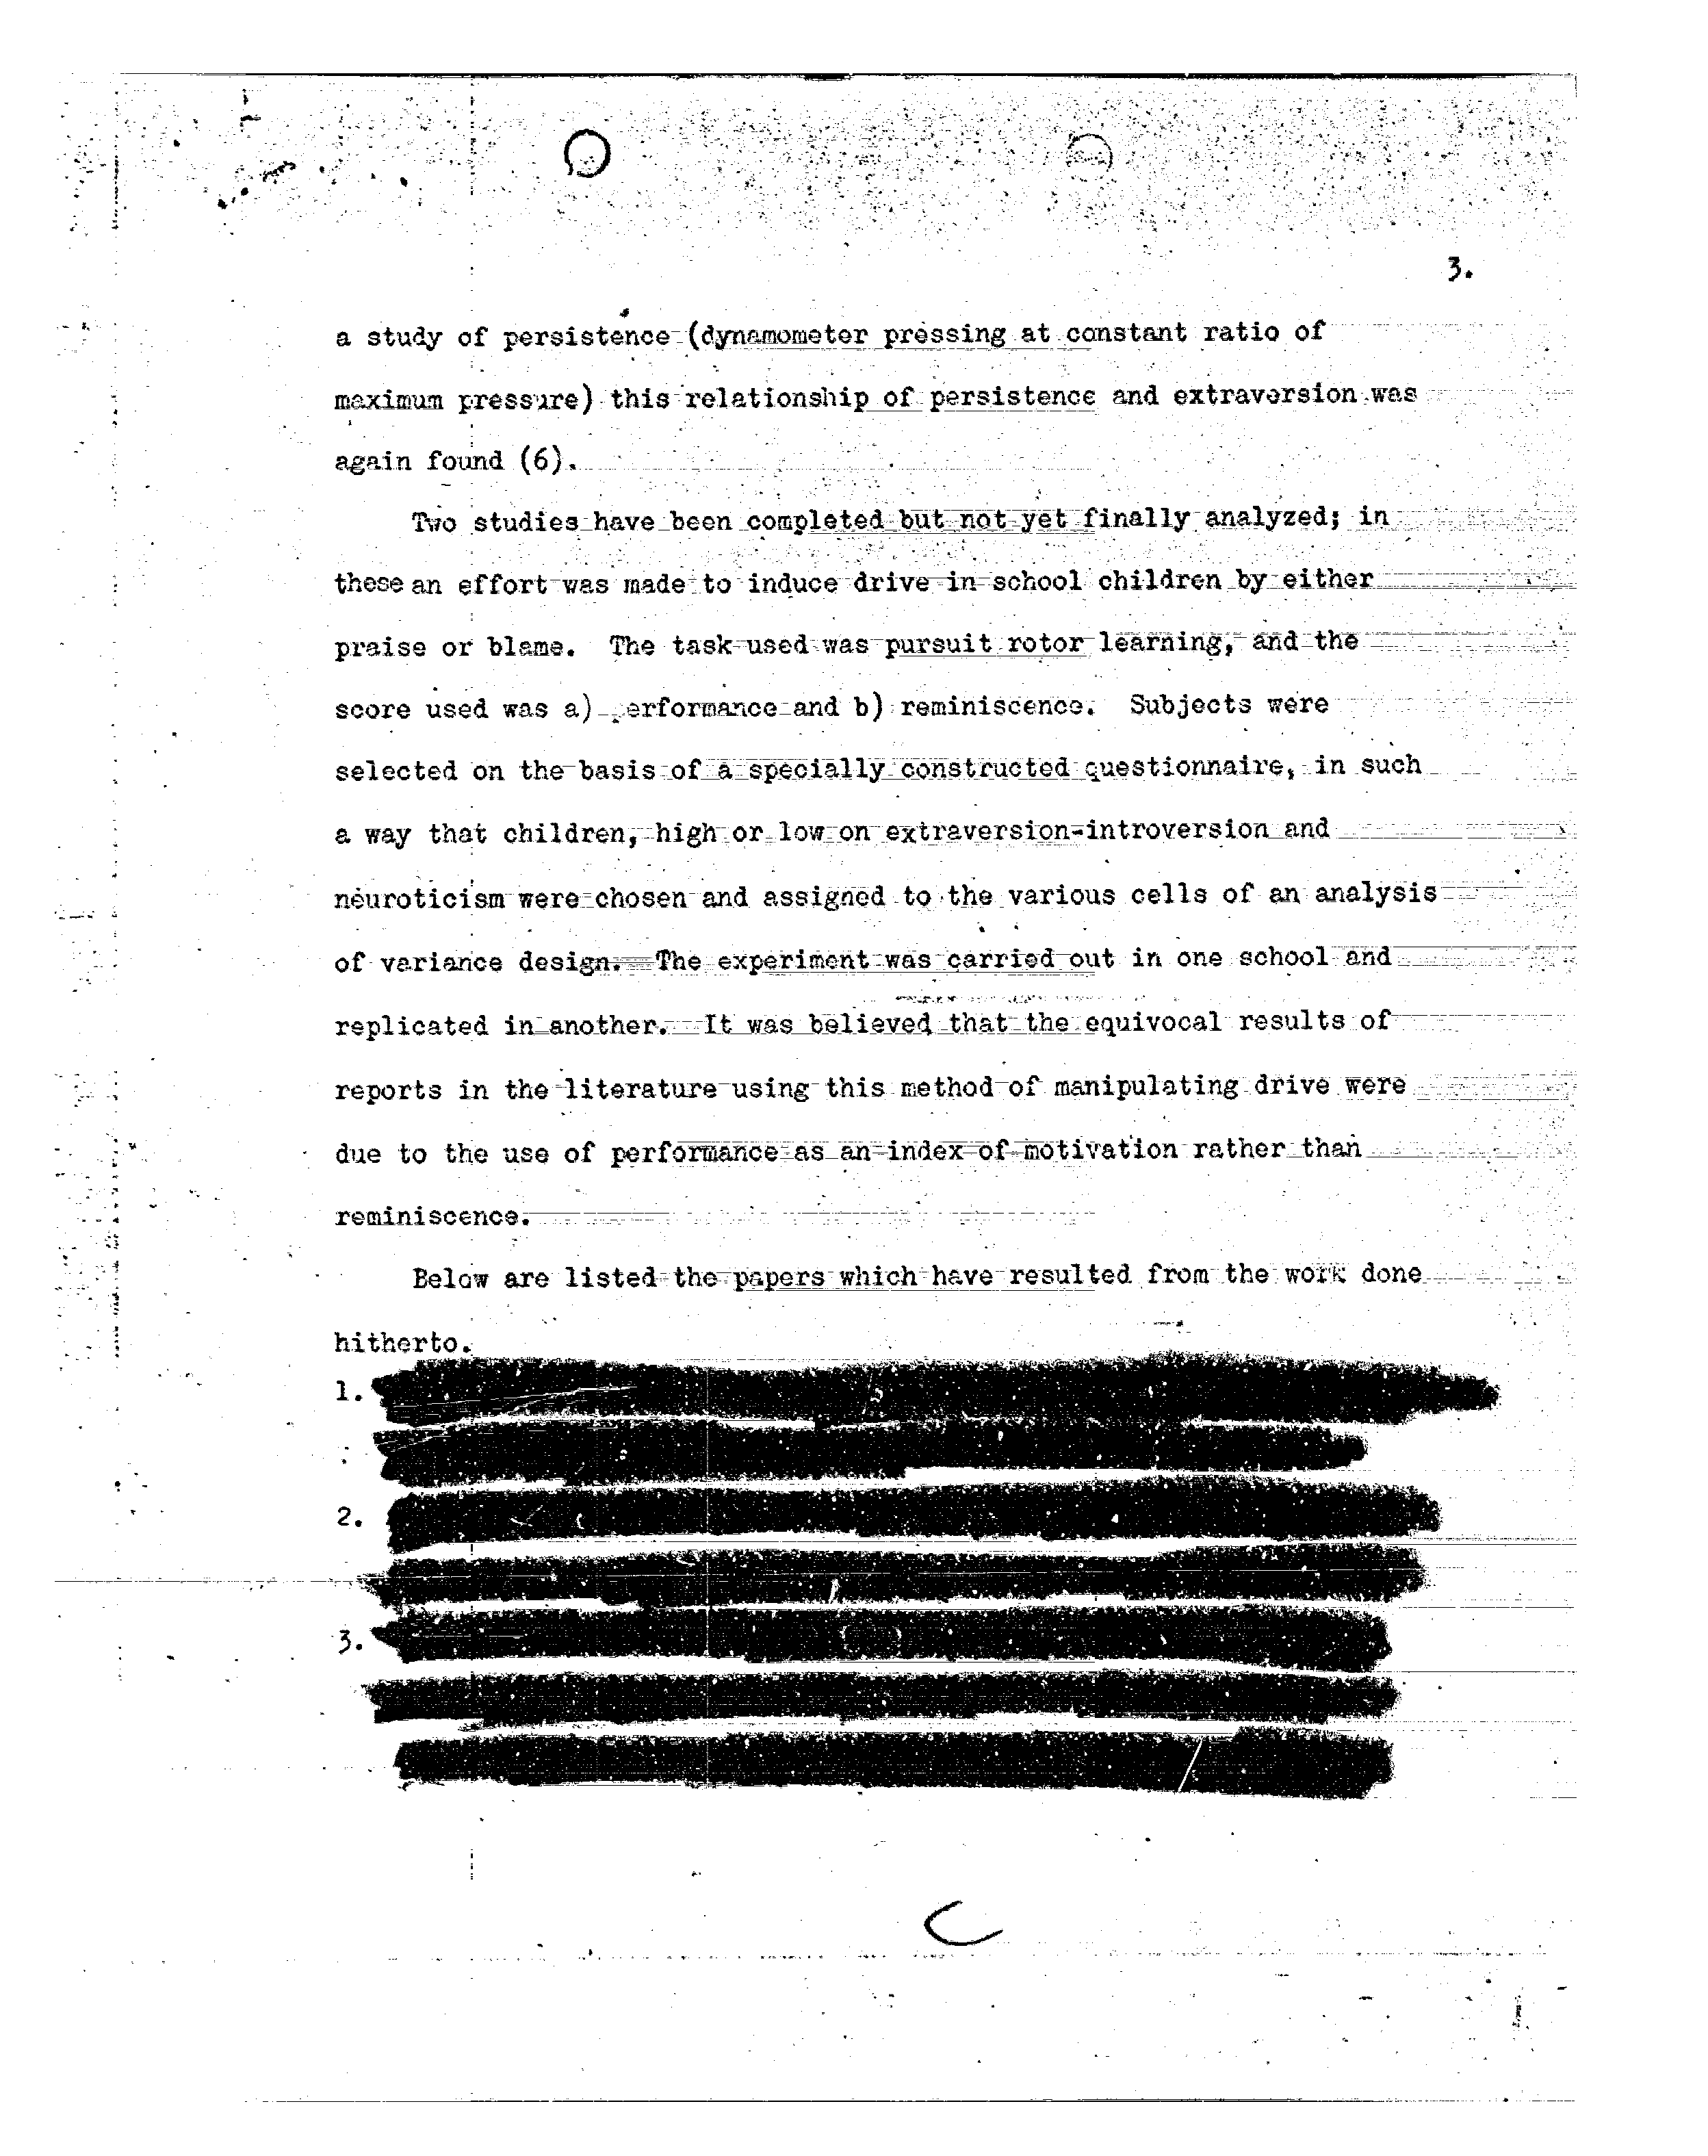 3.
a study of persistence (dynamometer pressing at constant ratio of
maximum pressure) this relationship of persistence and extraversion was
again found (6).
Two studies have been completed but not yet finally analyzed; in
these an effort was made to induce drive in school children by either
praise or blame. The task used was pursuit rotor learning, and the
score used was a) erformance and b) reminiscence. Subjects were
selected on the basis of a specially constructed questionnaire, in such
a way that children, high or low on extraversion-introversion and
neuroticism were chosen and assigned to the various cells of an analysis
of variance design. The experiment was carried out in one school and
replicated in another. It was believed that the equivocal results of
reports in the literature using this method of manipulating drive were
due to the use of performance as an index of motivation rather than
reminiscence.
Below are listed the papers which have resulted from the work done
hitherto.
1.
2.
3.